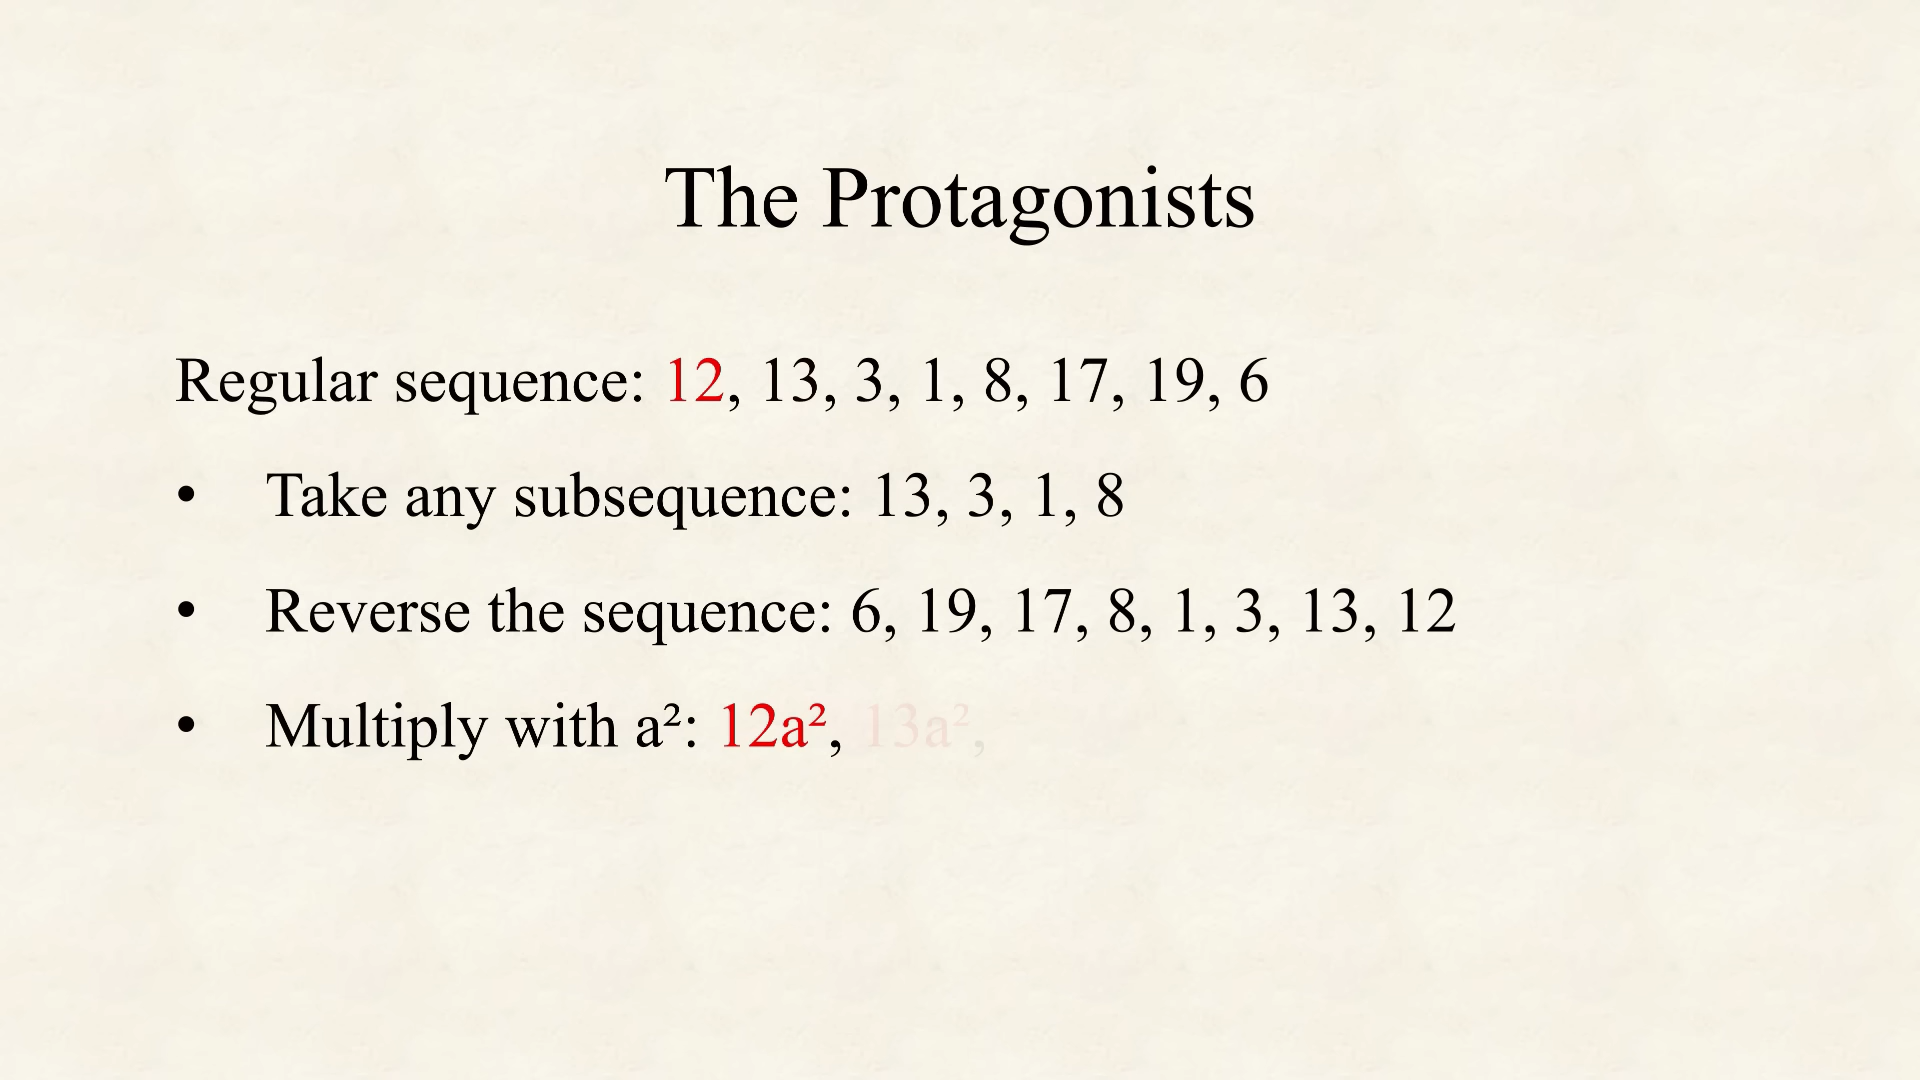 The Protagonists
Regular sequence: 12, 13, 3, 1, 8, 17, 19, 6
• Take any subsequence: 13, 3, 1, 8
• Reverse the sequence: 6, 19, 17, 8, 1, 3, 13, 12
• Multiply with a²: 12a², 13a²,